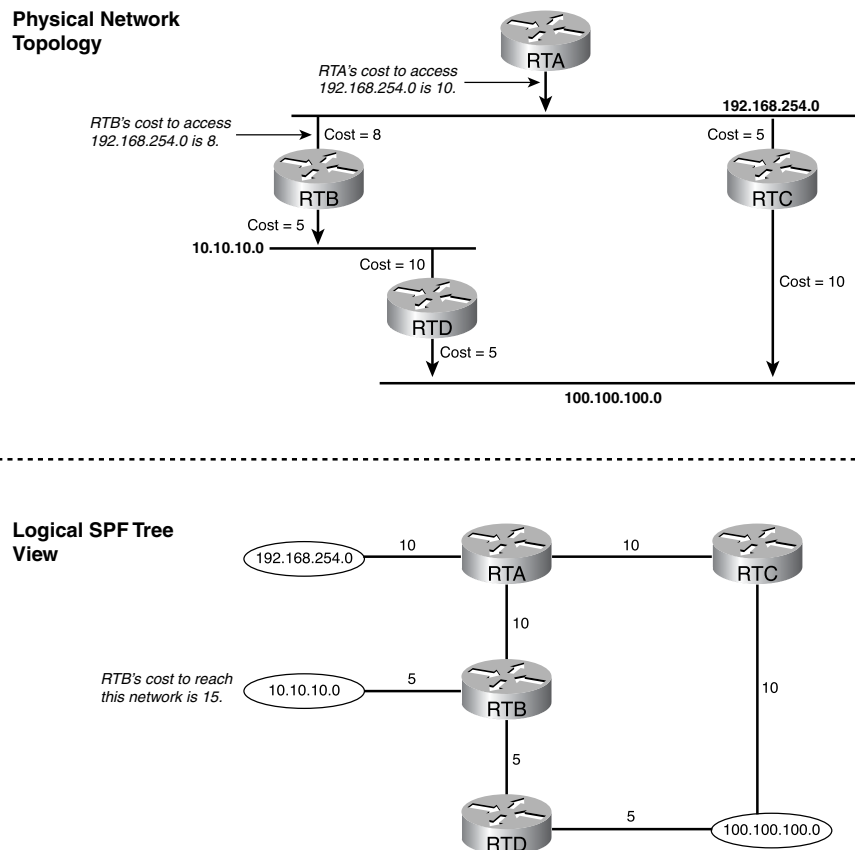 Physical Network
Topology
RTA
RTA's cost to access
192.168.254.0 is 10.
192.168.254.0
RTB's cost to access
192.168.254.0 is 8.
Cost = 8
Cost = 5
RTB
RTC
Cost = 5
10.10.10.0
Cost = 10
Cost = 10
RTD
Cost = 5
100.100.100.0
Logical SPF Tree
View
192.168.254.0
10
RTA
10
RTC
10
RTB's cost to reach
this network is 15.
10.10.10.0
5
RTB
10
5
RTD
5
100.100.100.0